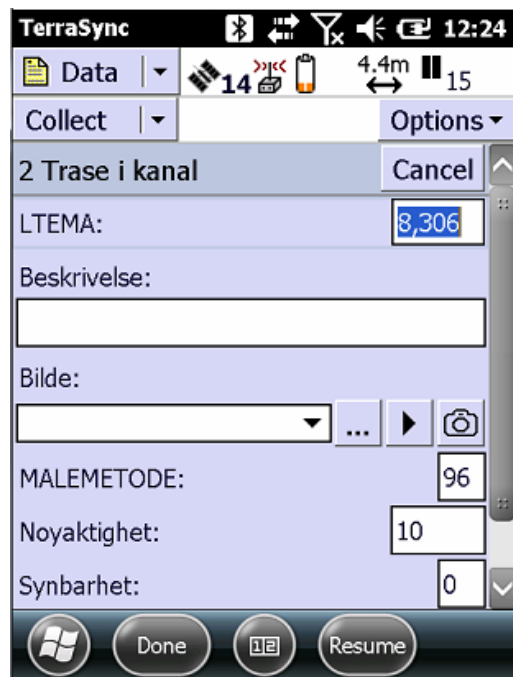 TerraSync 12:24
Data 14 4.4m 15
Collect Options
2 Trase i kanal Cancel
LTEMA: 8,306
Beskrivelse:
Bilde:
...
MALEMETODE: 96
Noyaktighet: 10
Synbarhet: 0
Done 12 Resume